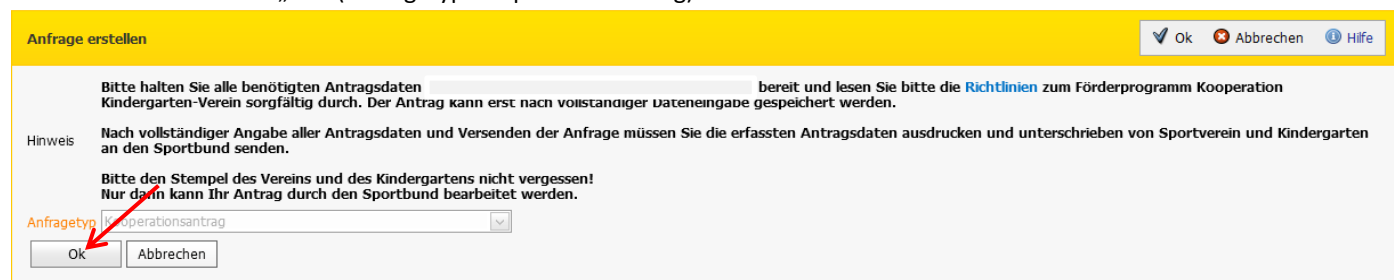 Anfrage erstellen
Ok Abbrechen Hilfe
Bitte halten Sie alle benötigten Antragsdaten bereit und lesen Sie bitte die Richtlinien zum Förderprogramm Kooperation
Kindergarten-Verein sorgfältig durch. Der Antrag kann erst nach vollständiger Dateneingabe gespeichert werden.
Hinweis
Nach vollständiger Angabe aller Antragsdaten und Versenden der Anfrage müssen Sie die erfassten Antragsdaten ausdrucken und unterschrieben von Sportverein und Kindergarten
an den Sportbund senden.
Bitte den Stempel des Vereins und des Kindergartens nicht vergessen!
Nur dann kann Ihr Antrag durch den Sportbund bearbeitet werden.
Anfragetyp Kooperationsantrag
Ok Abbrechen